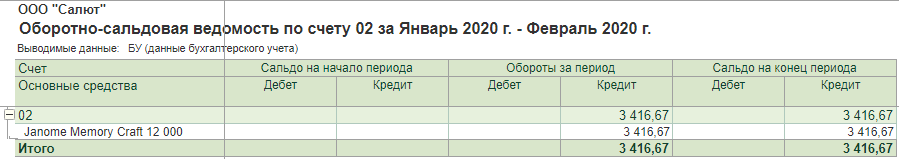 ООО "Салют"
Оборотно-сальдовая ведомость по счету 02 за Январь 2020 г. - Февраль 2020 г.
Выводимые данные: БУ (данные бухгалтерского учета)
Счет Сальдо на начало периода Обороты за период Сальдо на конец периода
Основные средства Дебет Кредит Дебет Кредит Дебет Кредит
02 3 416,67 3 416,67
Janome Memory Craft 12 000 3 416,67 3 416,67
Итого 3 416,67 3 416,67